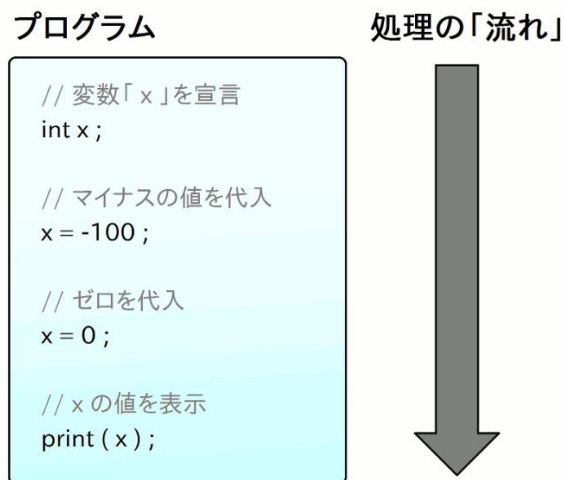 プログラム
処理の「流れ」
// 変数「 x 」を宣言
int x ;
// マイナスの値を代入
x = -100 ;
// ゼロを代入
x = 0 ;
// x の値を表示
print ( x ) ;